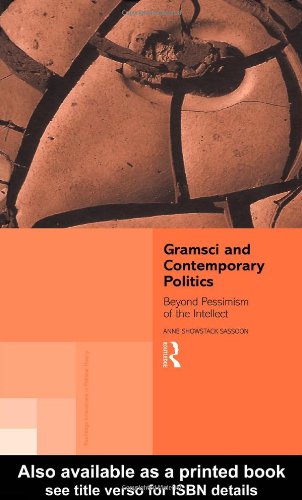 Gramsci and
Contemporary
Politics
Beyond Pessimism
of the Intellect
ANNE SHOWSTACK SASSOON
Routledge
Routledge Innovations in Political Theory
Also available as a printed book
see title verso for ISBN details